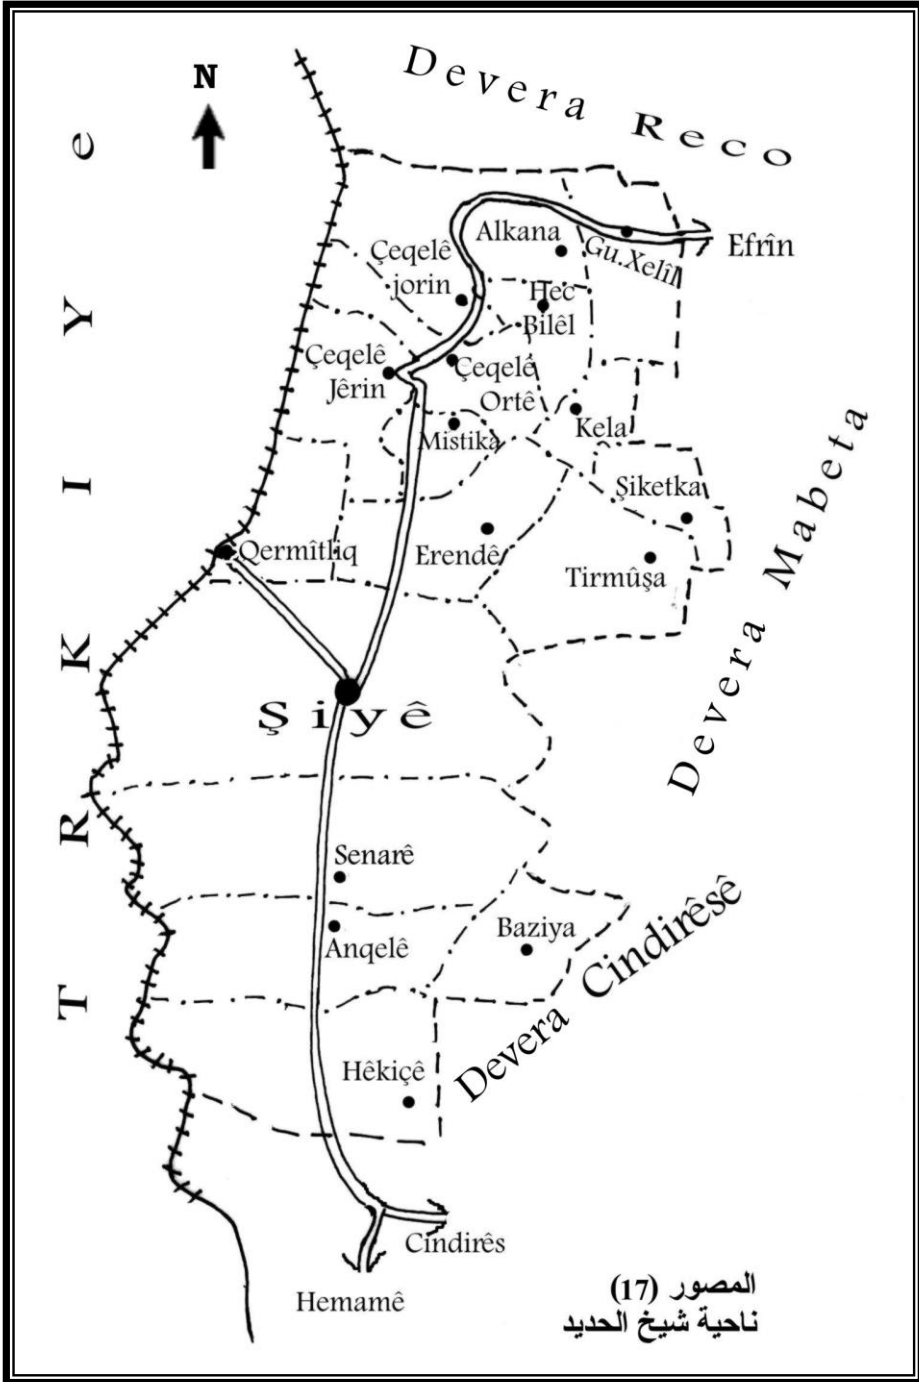 N
Devera Reco
TRKIYe
Efrîn
Alkana
Gu.Xelîl
Çeqelê
jorin
Hec
Bilêl
Çeqelê
Jêrin
Çeqelê
Ortê
Mistika
Kela
Şiketka
Qermîtliq
Erendê
Tirmûşa
Devera Mabeta
Şiyê
Senarê
Anqelê
Baziya
Devera Cindirêsê
Hêkiçê
Cindirês
Hemamê
المصور (17)
ناحية شيخ الحديد